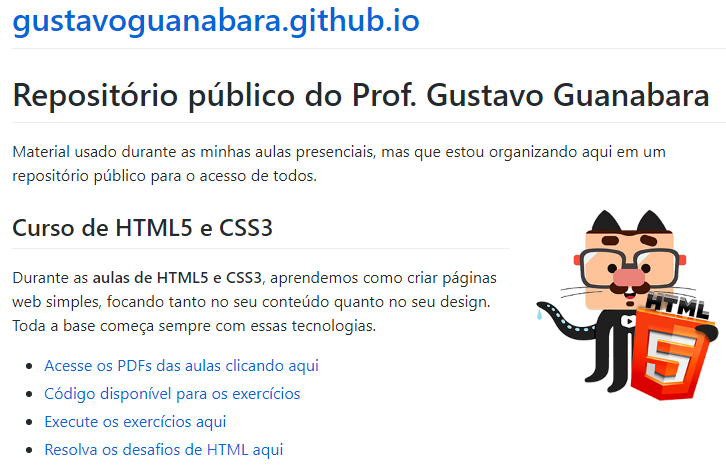 gustavoguanabara.github.io
Repositório público do Prof. Gustavo Guanabara
Material usado durante as minhas aulas presenciais, mas que estou organizando aqui em um
repositório público para o acesso de todos.
Curso de HTML5 e CSS3
Durante as aulas de HTML5 e CSS3, aprendemos como criar páginas
web simples, focando tanto no seu conteúdo quanto no seu design.
Toda a base começa sempre com essas tecnologias.
Acesse os PDFs das aulas clicando aqui
Código disponível para os exercícios
Execute os exercícios aqui
Resolva os desafios de HTML aqui
HTML
5